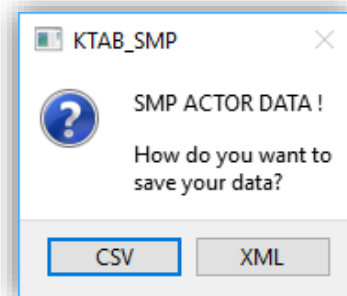 KTAB_SMP
SMP ACTOR DATA !
How do you want to
save your data?
CSV
XML